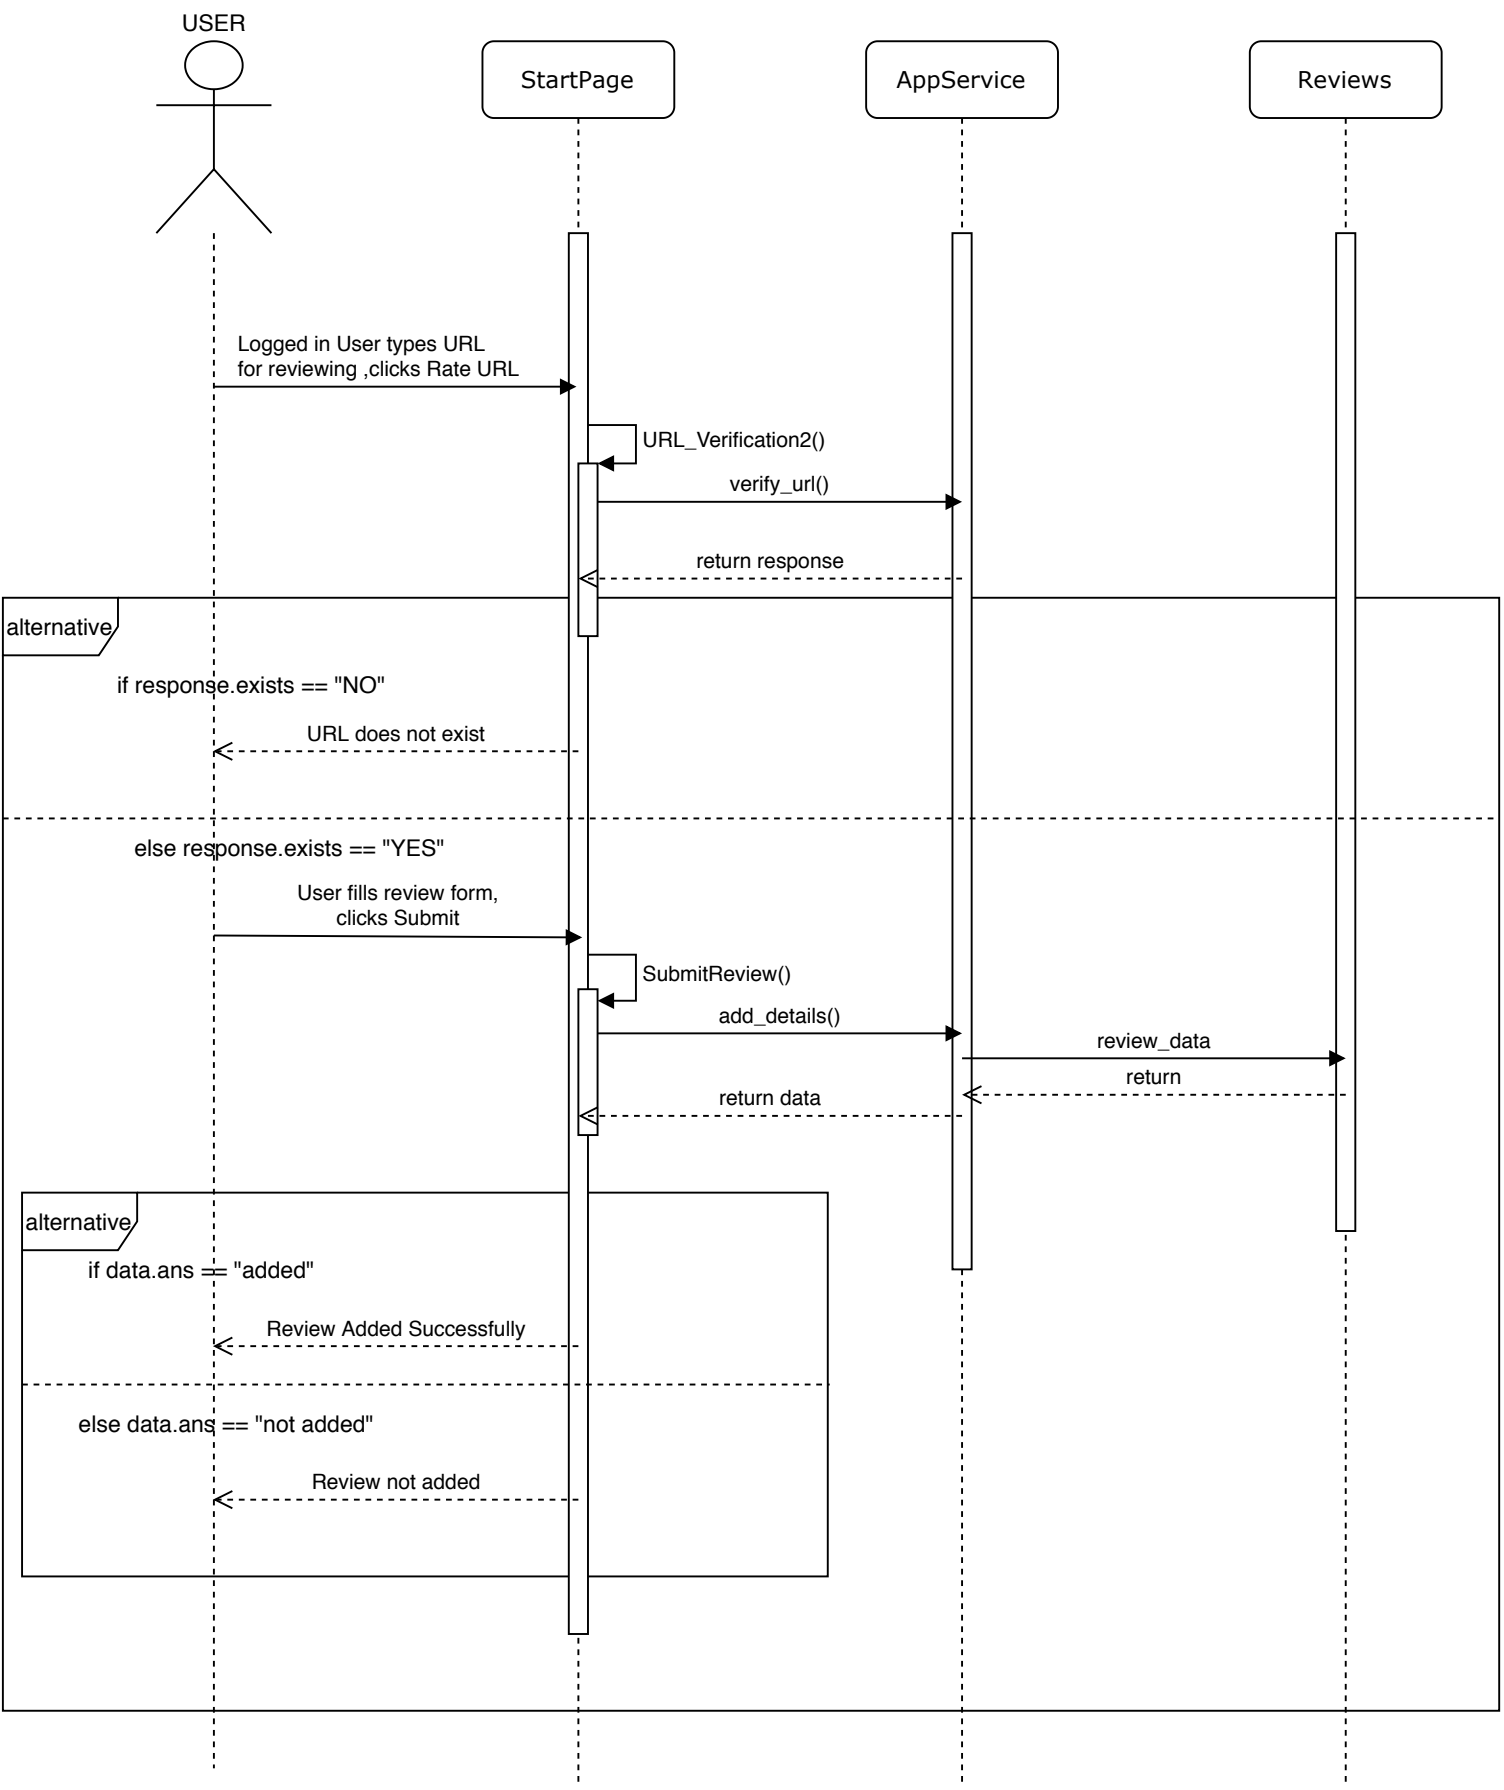 USER
StartPage
AppService
Reviews
Logged in User types URL
for reviewing ,clicks Rate URL
URL_Verification2()
verify_url()
return response
alternative
if response.exists == "NO"
URL does not exist
else response.exists == "YES"
User fills review form,
clicks Submit
SubmitReview()
add_details()
review_data
return
return data
alternative
if data.ans == "added"
Review Added Successfully
else data.ans == "not added"
Review not added